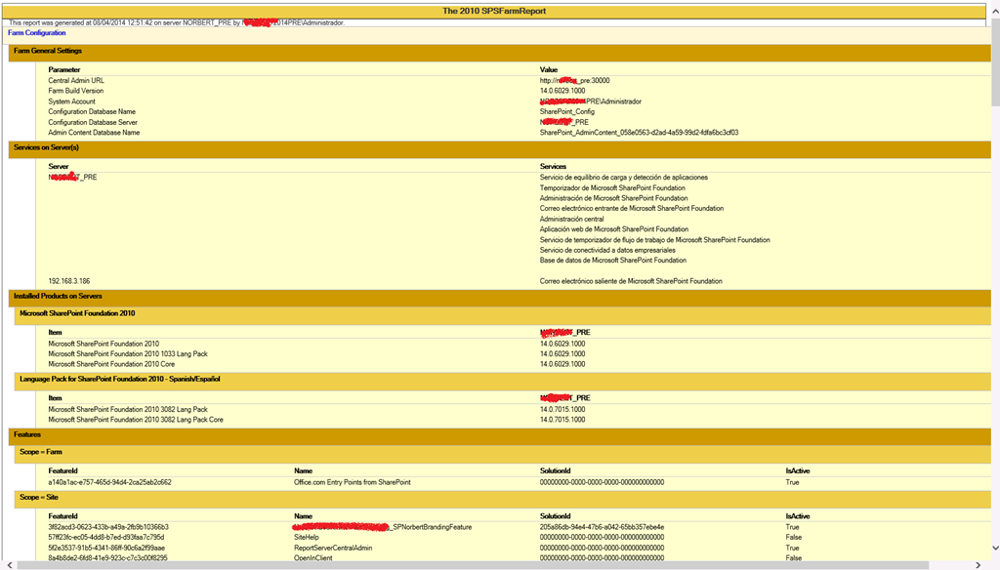 The 2010 SPSFarmReport
This report was generated at 08/04/2014 12:51:42 on server NORBERT_PRE by 2014PRE\Administrador.
Farm Configuration
Farm General Settings
Parameter Value
Central Admin URL http:// _pre:30000
Farm Build Version 14.0.6029.1000
System Account PRE\Administrador
Configuration Database Name SharePoint_Config
Configuration Database Server _PRE
Admin Content Database Name SharePoint_AdminContent_058e0563-d2ad-4a59-99d2-fdfa6bc3cf03
Services on Server(s)
Server Services
_PRE Servicio de equilibrio de carga y detección de aplicaciones
Temporizador de Microsoft SharePoint Foundation
Administración de Microsoft SharePoint Foundation
Correo electrónico entrante de Microsoft SharePoint Foundation
Administración central
Aplicación web de Microsoft SharePoint Foundation
Servicio de temporizador de flujo de trabajo de Microsoft SharePoint Foundation
Servicio de conectividad a datos empresariales
Base de datos de Microsoft SharePoint Foundation
192.168.3.186 Correo electrónico saliente de Microsoft SharePoint Foundation
Installed Products on Servers
Microsoft SharePoint Foundation 2010
Item _PRE
Microsoft SharePoint Foundation 2010 14.0.6029.1000
Microsoft SharePoint Foundation 2010 1033 Lang Pack 14.0.6029.1000
Microsoft SharePoint Foundation 2010 Core 14.0.6029.1000
Language Pack for SharePoint Foundation 2010 - Spanish/Español
Item _PRE
Microsoft SharePoint Foundation 2010 3082 Lang Pack 14.0.7015.1000
Microsoft SharePoint Foundation 2010 3082 Lang Pack Core 14.0.7015.1000
Features
Scope = Farm
FeatureId Name SolutionId IsActive
a140a1ac-e757-465d-94d4-2ca25ab2c662 Office.com Entry Points from SharePoint 00000000-0000-0000-0000-000000000000 True
Scope = Site
FeatureId Name SolutionId IsActive
3f82acd3-0623-433b-a49a-2fb9b10366b3 _SPNorbertBrandingFeature 205a86db-94e4-47b6-a042-65bb357ebe4e True
57ff23fc-ec05-4dd8-b7ed-d93faa7c795d SiteHelp 00000000-0000-0000-0000-000000000000 False
5f2e3537-91b5-4341-86ff-90c6a2f99aae ReportServerCentralAdmin 00000000-0000-0000-0000-000000000000 True
8a4b8de2-6fd8-41e9-923c-c7c3c00f8295 OpenInClient 00000000-0000-0000-0000-000000000000 False